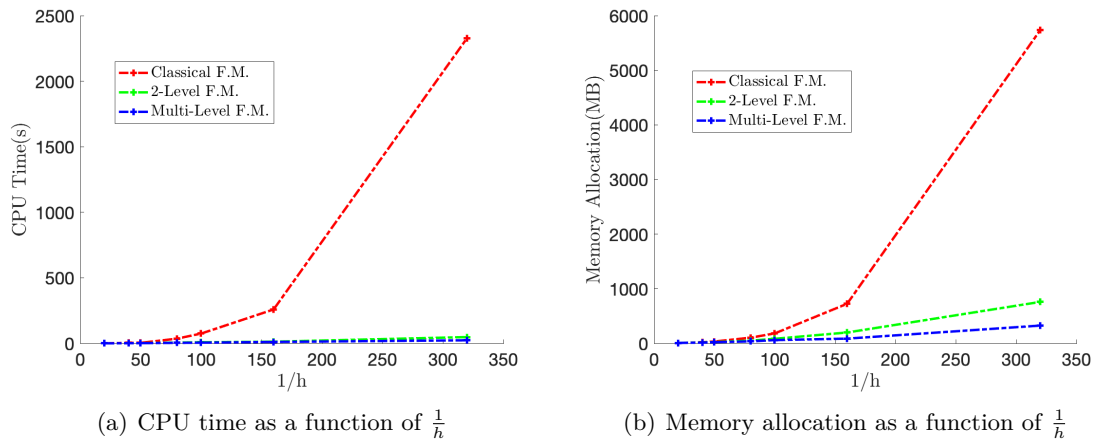 2500
2000
1500
1000
500
0
CPU Time(s)
Classical F.M.
2-Level F.M.
Multi-Level F.M.
0 50 100 150 200 250 300 350
1/h
(a) CPU time as a function of 1/h
6000
5000
4000
3000
2000
1000
0
Memory Allocation(MB)
Classical F.M.
2-Level F.M.
Multi-Level F.M.
0 50 100 150 200 250 300 350
1/h
(b) Memory allocation as a function of 1/h